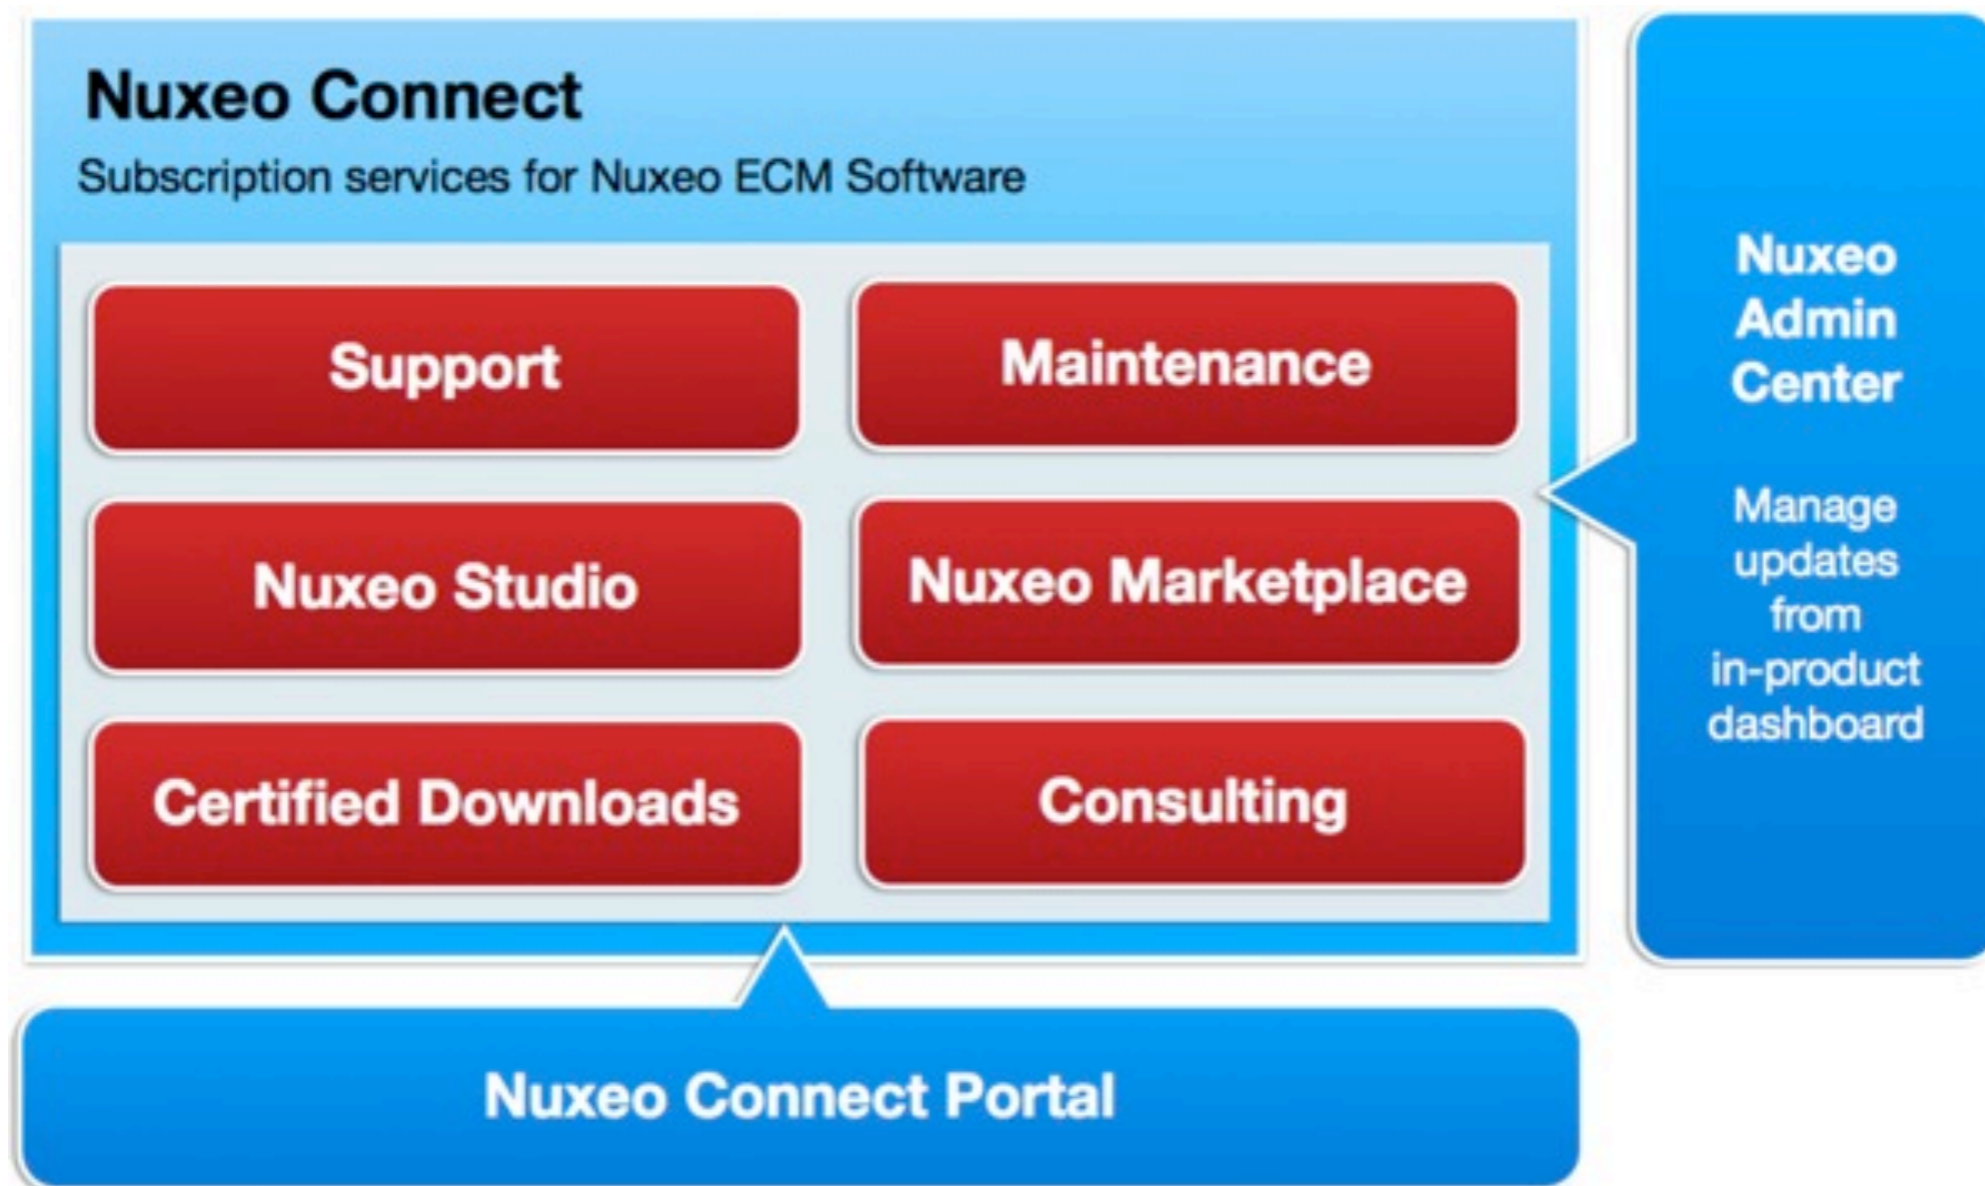 Nuxeo Connect
Subscription services for Nuxeo ECM Software
Support
Maintenance
Nuxeo Studio
Nuxeo Marketplace
Certified Downloads
Consulting
Nuxeo
Admin
Center
Manage
updates
from
in-product
dashboard
Nuxeo Connect Portal